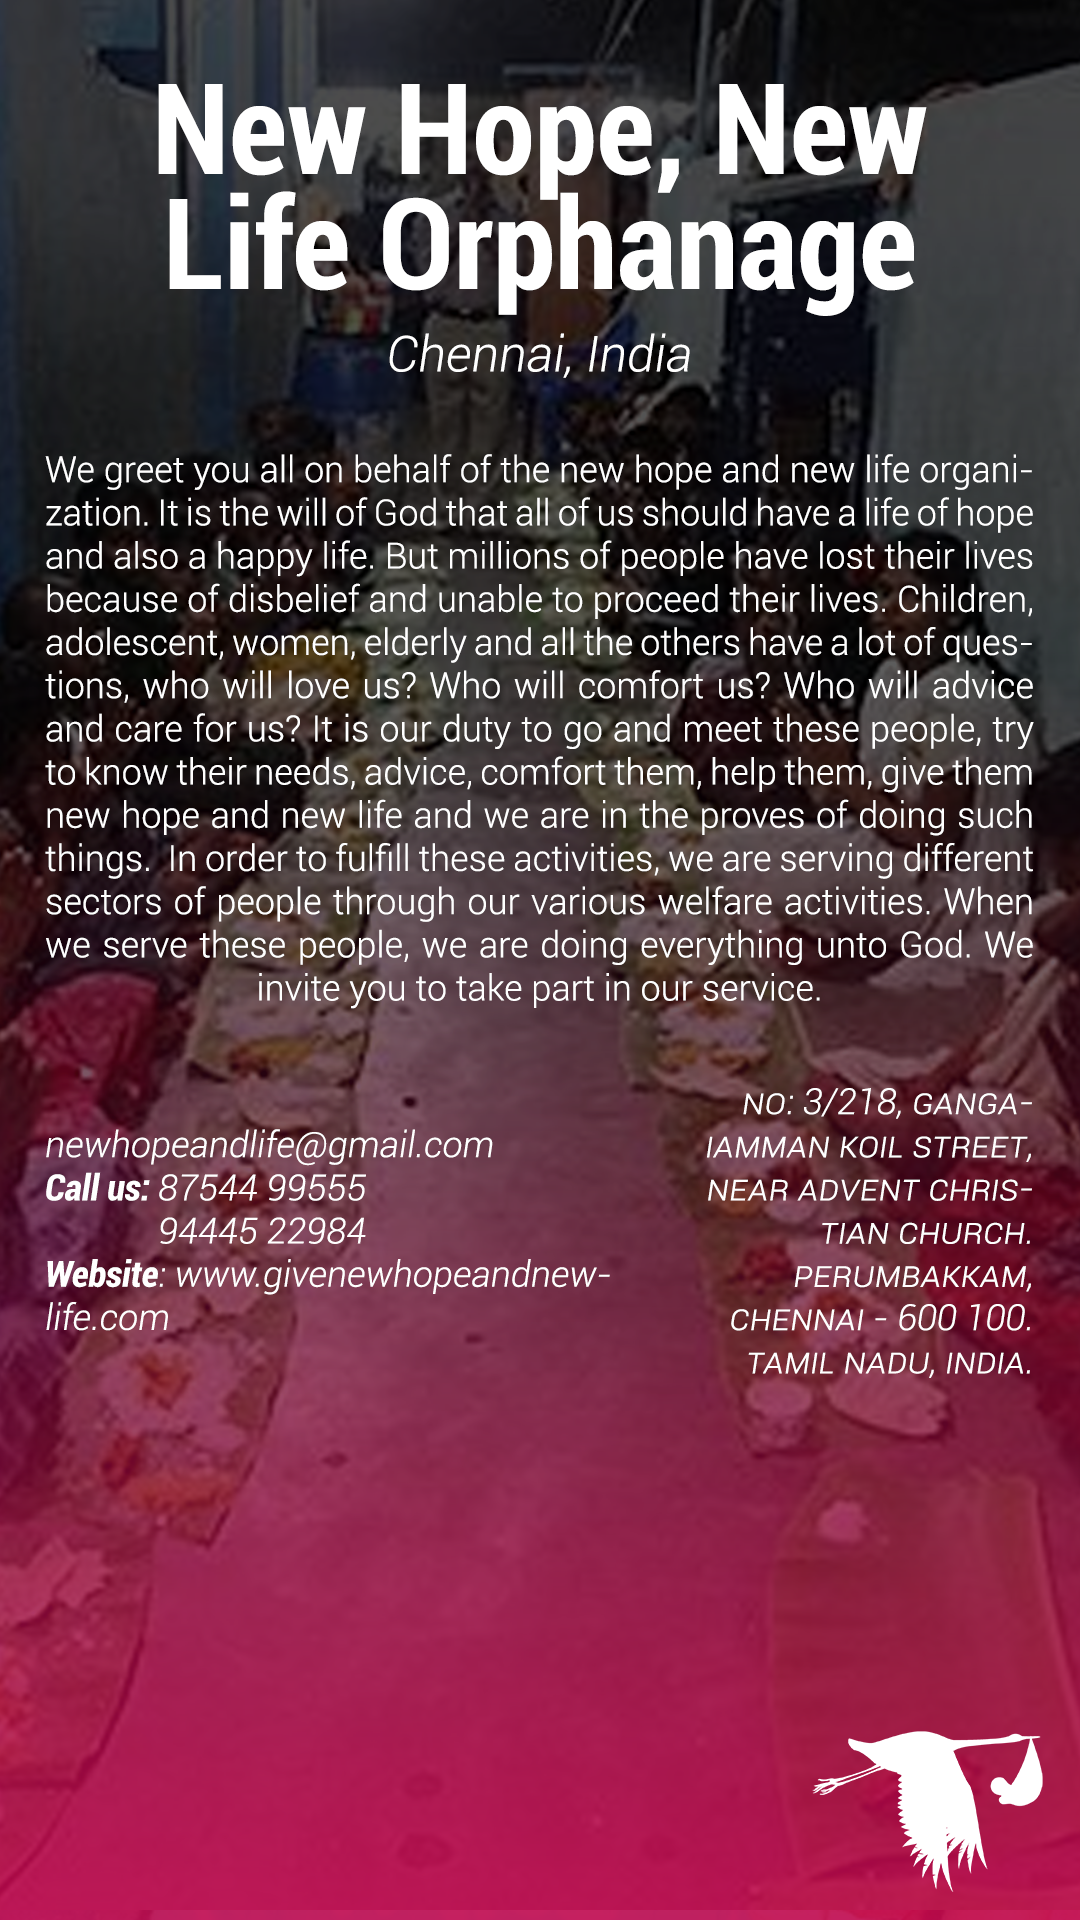 New Hope, New
Life Orphanage
Chennai, India
We greet you all on behalf of the new hope and new life organi-
zation. It is the will of God that all of us should have a life of hope
and also a happy life. But millions of people have lost their lives
because of disbelief and unable to proceed their lives. Children,
adolescent, women, elderly and all the others have a lot of ques-
tions, who will love us? Who will comfort us? Who will advice
and care for us? It is our duty to go and meet these people, try
to know their needs, advice, comfort them, help them, give them
new hope and new life and we are in the proves of doing such
things.  In order to fulfill these activities, we are serving different
sectors of people through our various welfare activities. When
we serve these people, we are doing everything unto God. We
invite you to take part in our service.
newhopeandlife@gmail.com
Call us: 87544 99555
94445 22984
Website: www.givenewhopeandnew-
life.com
NO: 3/218, GANGA-
IAMMAN KOIL STREET,
NEAR ADVENT CHRIS-
TIAN CHURCH.
PERUMBAKKAM,
CHENNAI - 600 100.
TAMIL NADU, INDIA.